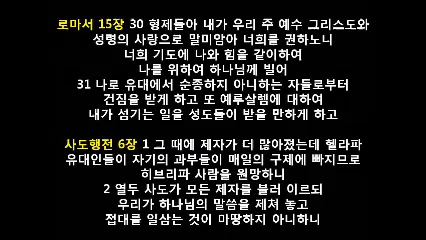 로마서 15장 30 형제들아 내가 우리 주 예수 그리스도와
성령의 사랑으로 말미암아 너희를 권하노니
너희 기도에 나와 힘을 같이하여
나를 위하여 하나님께 빌어
31 나로 유대에서 순종하지 아니하는 자들로부터
건짐을 받게 하고 또 예루살렘에 대하여
내가 섬기는 일을 성도들이 받을 만하게 하고
사도행전 6장 1 그 때에 제자가 더 많아졌는데 헬라파
유대인들이 자기의 과부들이 매일의 구제에 빠지므로
히브리파 사람을 원망하니
2 열두 사도가 모든 제자를 불러 이르되
우리가 하나님의 말씀을 제쳐 놓고
접대를 일삼는 것이 마땅하지 아니하니